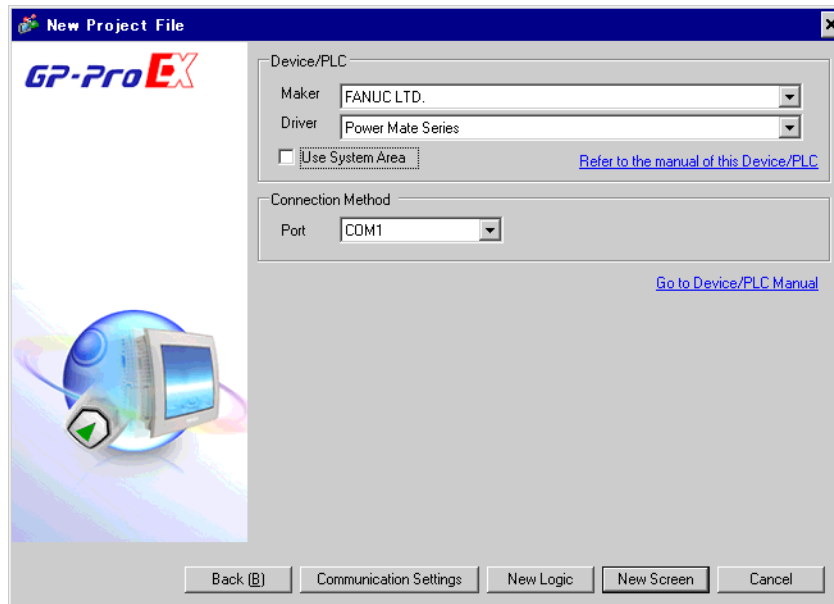 New Project File
GP-Pro EX
Device/PLC
Maker FANUC LTD.
Driver Power Mate Series
Use System Area Refer to the manual of this Device/PLC
Connection Method
Port COM1
Go to Device/PLC Manual
Back (B) Communication Settings New Logic New Screen Cancel